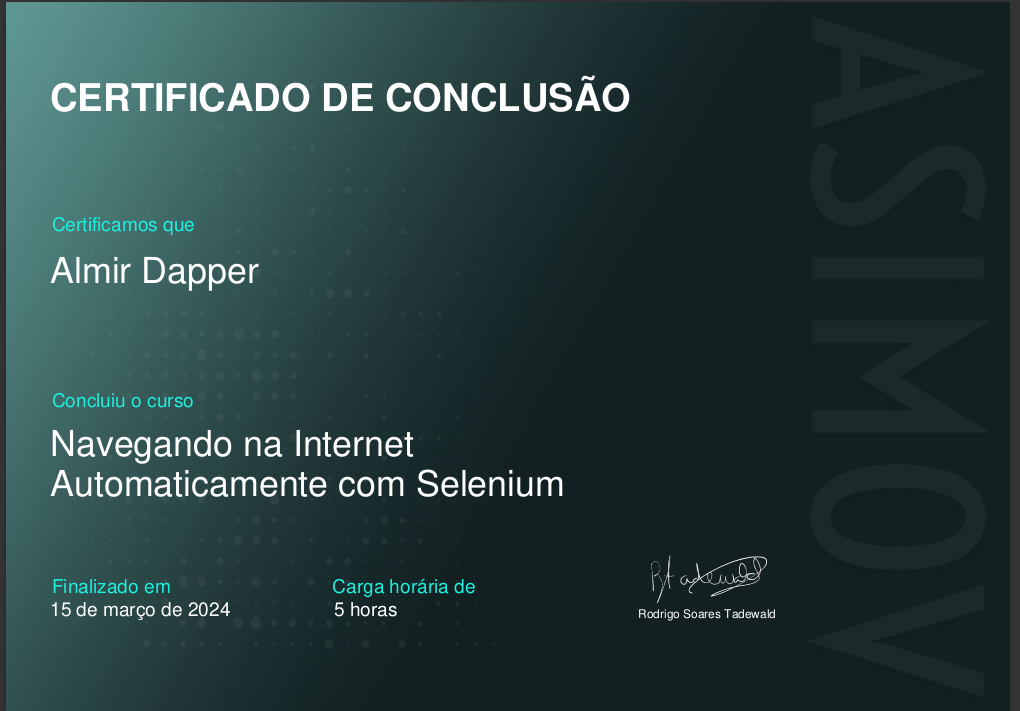 CERTIFICADO DE CONCLUSÃO
Certificamos que
Almir Dapper
Concluiu o curso
Navegando na Internet
Automaticamente com Selenium
Finalizado em
15 de março de 2024
Carga horária de
5 horas
Rodrigo Soares Tadewald
ASIMOV